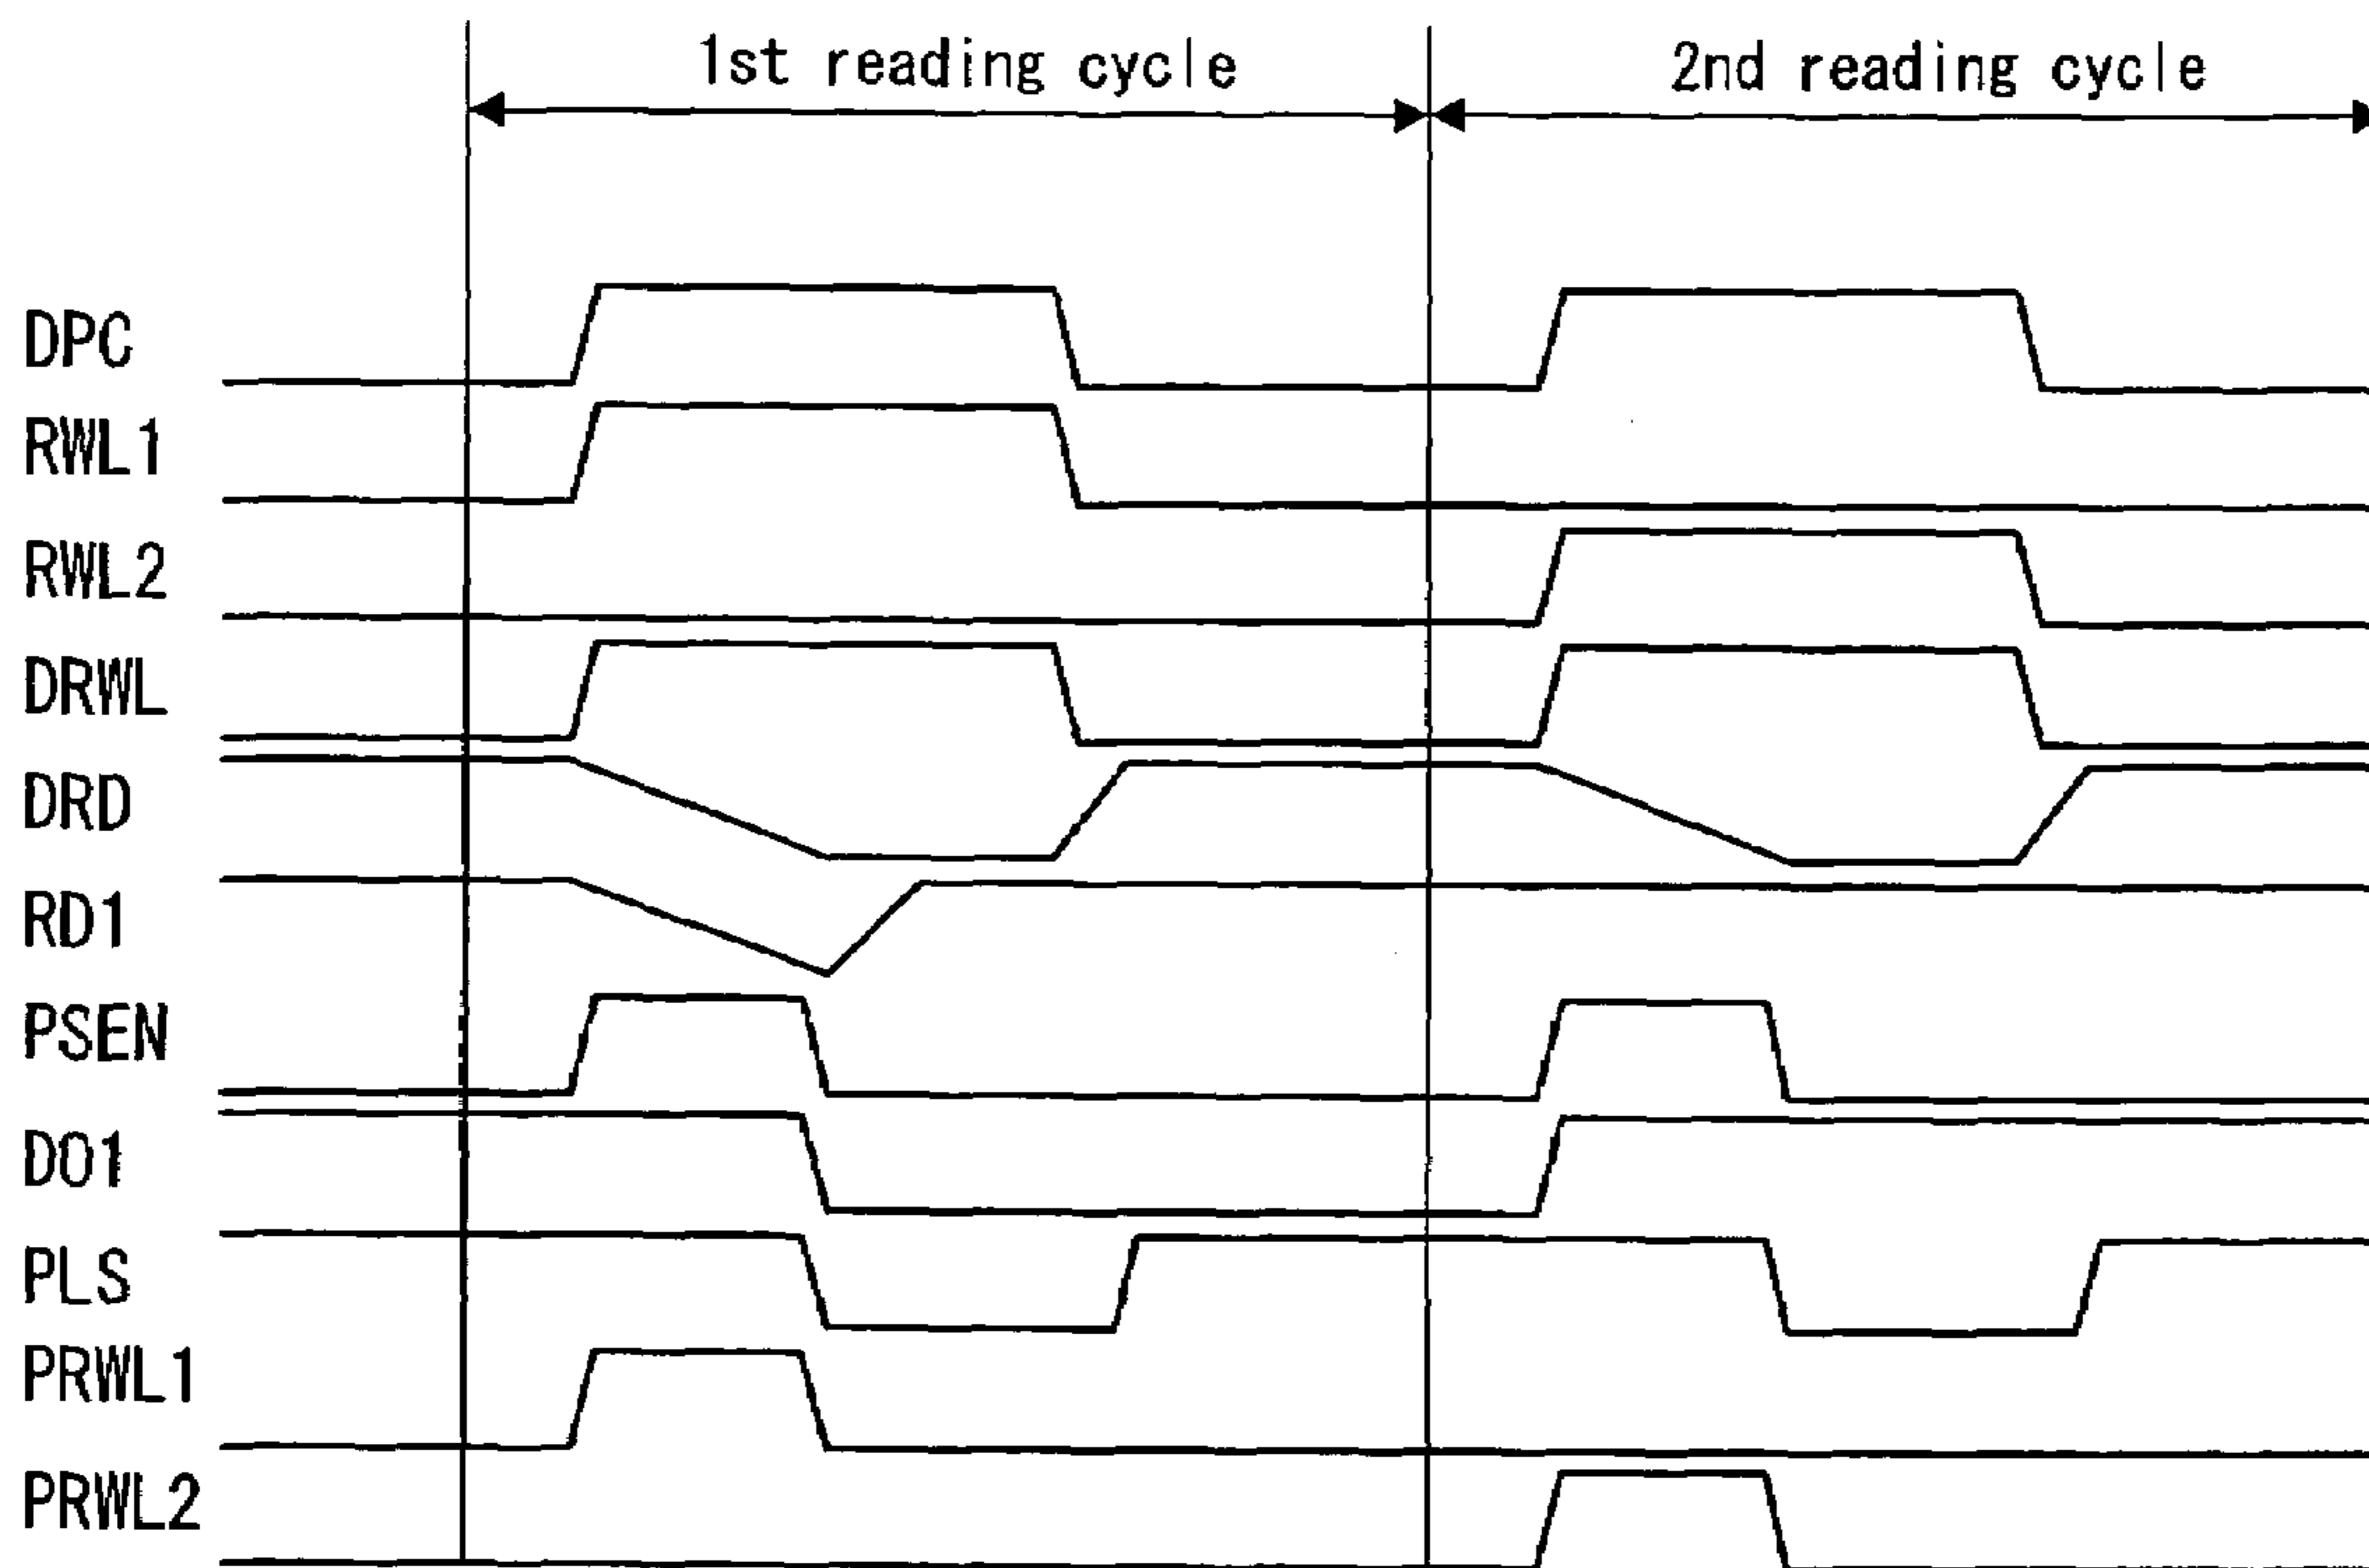 1st reading cycle
2nd reading cycle
DPC
RWL1
RWL2
DRWL
DRD
RD1
PSEN
DO1
PLS
PRWL1
PRWL2